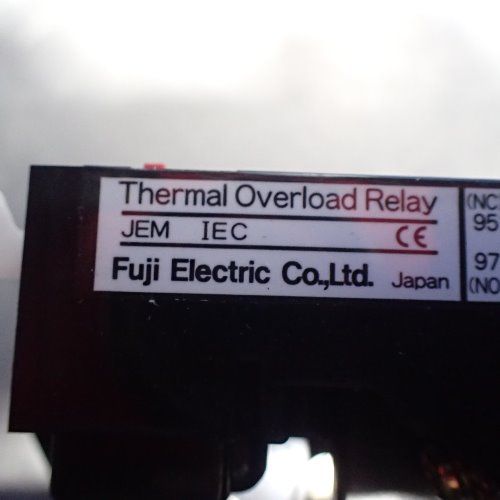 Thermal Overload Relay
JEM IEC CE
Fuji Electric Co.,Ltd. Japan
(NC
95
97
(NO